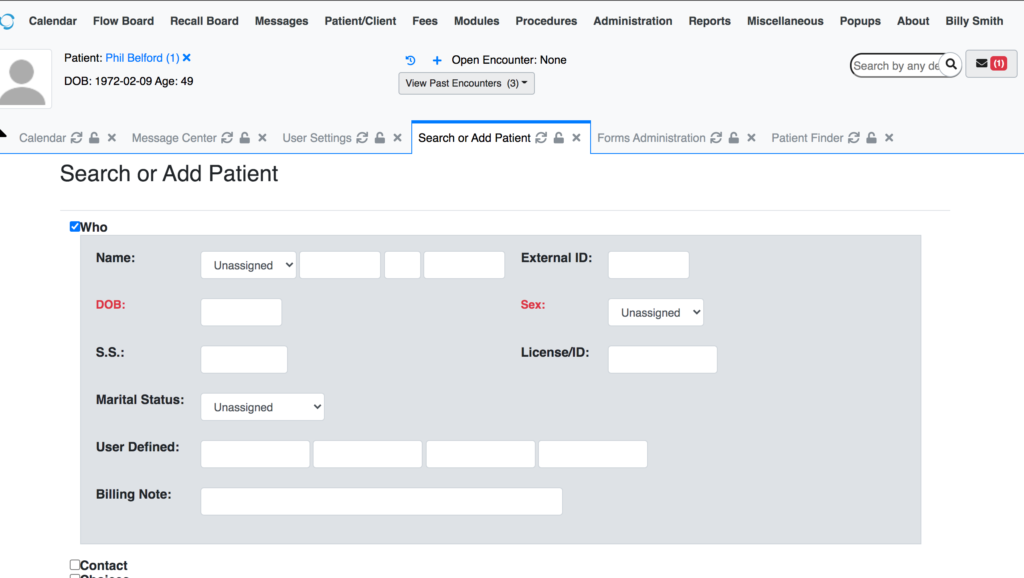 Calendar Flow Board Recall Board Messages Patient/Client Fees Modules Procedures Administration Reports Miscellaneous Popups About Billy Smith
Patient: Phil Belford (1)
DOB: 1972-02-09 Age: 49
Open Encounter: None
View Past Encounters (3)
Search by any de
(1)
Calendar Message Center User Settings Search or Add Patient Forms Administration Patient Finder
Search or Add Patient
Who
Name: Unassigned External ID:
DOB: Sex: Unassigned
S.S.: License/ID:
Marital Status: Unassigned
User Defined:
Billing Note:
Contact
Choices